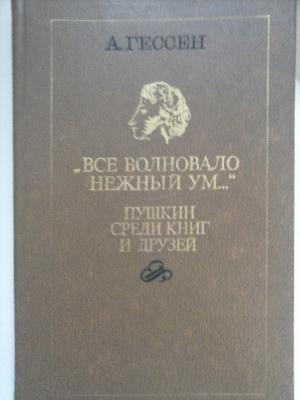 А. ГЕССЕН
„ВСЕ ВОЛНОВАЛО
НЕЖНЫЙ УМ...“
ПУШКИН
СРЕДИ КНИГ
И ДРУЗЕЙ